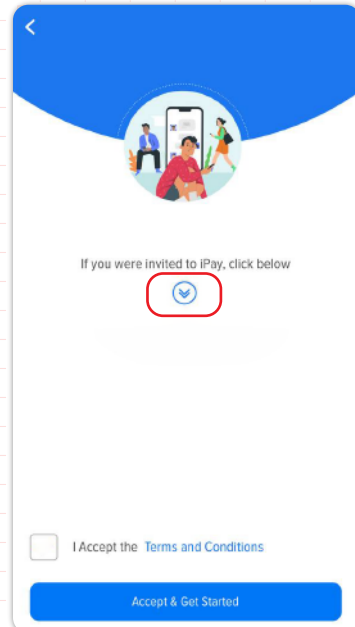 If you were invited to iPay, click below
I Accept the Terms and Conditions
Accept & Get Started